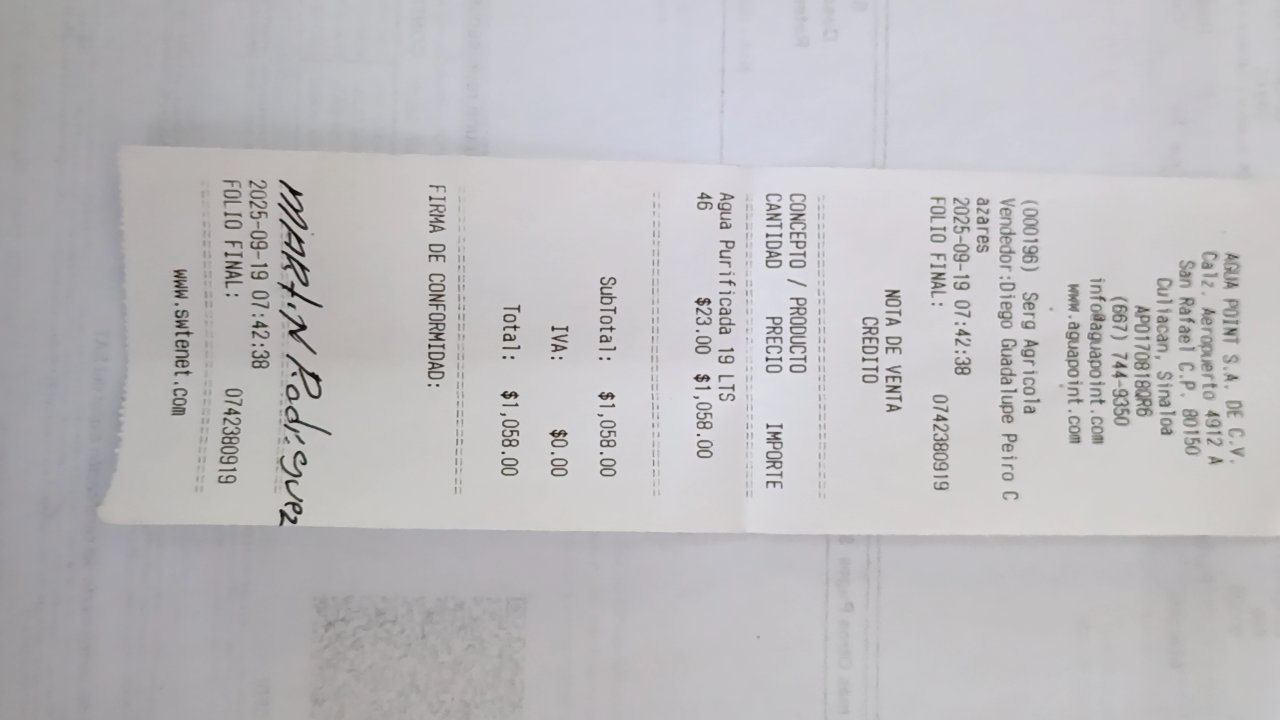 AGUA POINT S.A. DE C.V.
Calz. Aeropuerto 4912 A
San Rafael C.P. 80150
Culiacan, Sinaloa
APO170818QR6
(667) 744-9350
info@aguapoint.com
www.aguapoint.com
(000196) Serg Agricola
Vendedor:Diego Guadalupe Peiro C
azares
2025-09-19 07:42:38
FOLIO FINAL: 0742380919
NOTA DE VENTA
CREDITO
CONCEPTO / PRODUCTO
CANTIDAD PRECIO IMPORTE
Agua Purificada 19 LTS
46 $23.00 $1,058.00
SubTotal: $1,058.00
IVA: $0.00
Total: $1,058.00
FIRMA DE CONFORMIDAD:
MARTIN Rodriguez
2025-09-19 07:42:38
FOLIO FINAL: 0742380919
www.swtenet.com